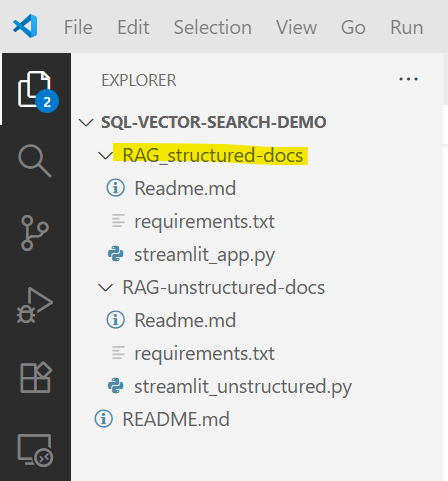 File Edit Selection View Go Run
EXPLORER ...
2
SQL-VECTOR-SEARCH-DEMO
RAG_structured-docs
Readme.md
requirements.txt
streamlit_app.py
RAG-unstructured-docs
Readme.md
requirements.txt
streamlit_unstructured.py
README.md